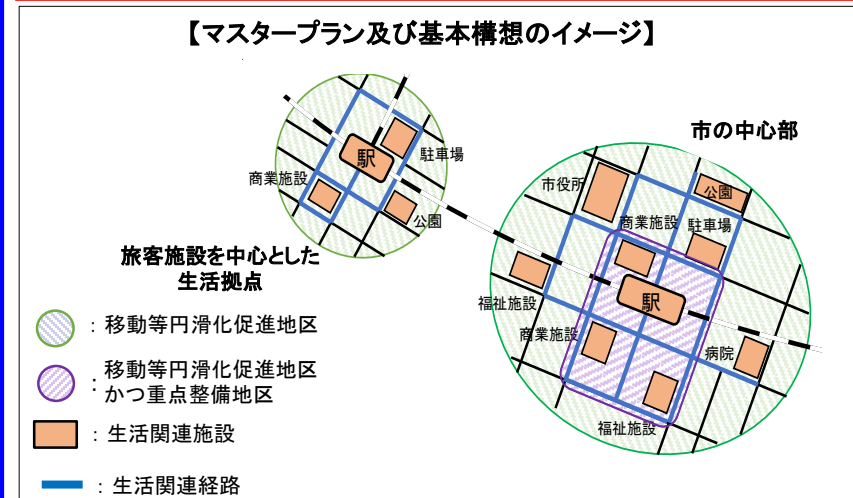 【マスタープラン及び基本構想のイメージ】
市の中心部
駅
駐車場
商業施設
公園
市役所
公園
商業施設
駐車場
旅客施設を中心とした
生活拠点
福祉施設
駅
商業施設
病院
福祉施設
：移動等円滑化促進地区
：移動等円滑化促進地区
かつ重点整備地区
：生活関連施設
：生活関連経路